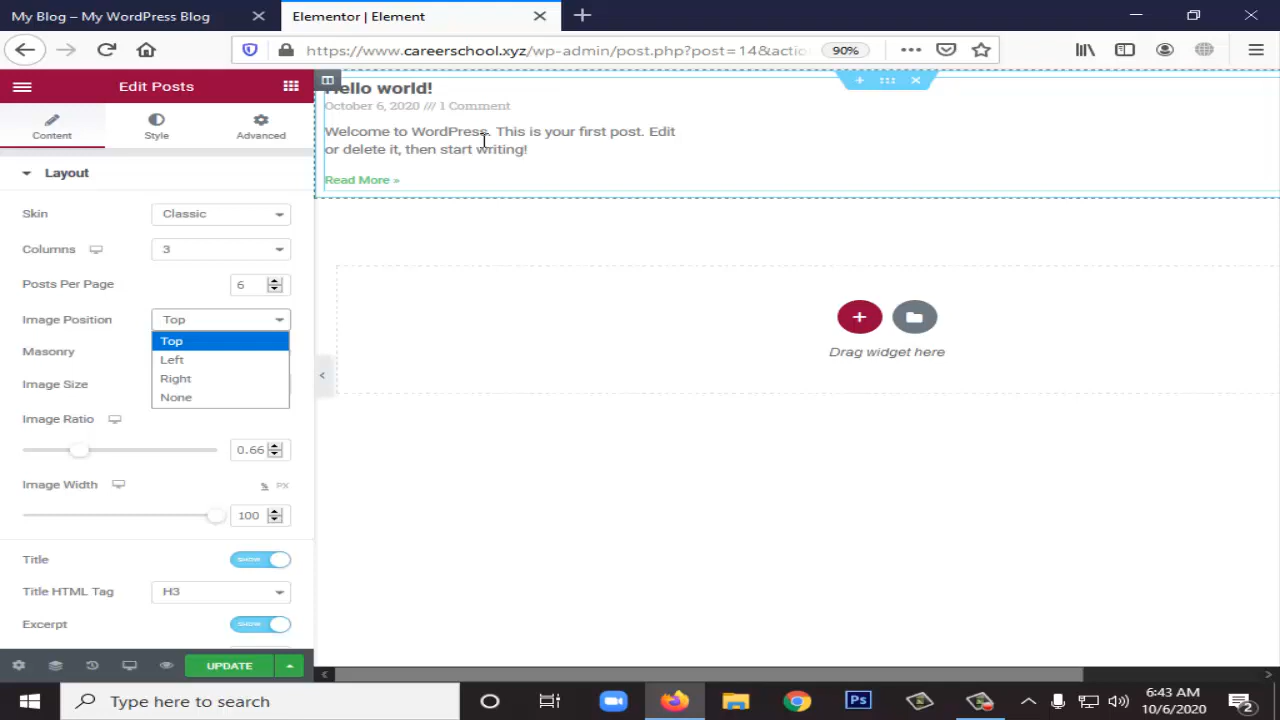 My Blog – My WordPress Blog
Elementor | Element
https://www.careerschool.xyz/wp-admin/post.php?post=14&actio
90%
Edit Posts
Content
Style
Advanced
Layout
Skin
Classic
Columns
3
Posts Per Page
6
Image Position
Top
Top
Left
Right
None
Masonry
Image Size
Image Ratio
0.66
Image Width
% PX
100
Title
SHOW
Title HTML Tag
H3
Excerpt
SHOW
UPDATE
Hello world!
October 6, 2020 /// 1 Comment
Welcome to WordPress. This is your first post. Edit
or delete it, then start writing!
Read More »
Drag widget here
Type here to search
Ps
6:43 AM
10/6/2020
2